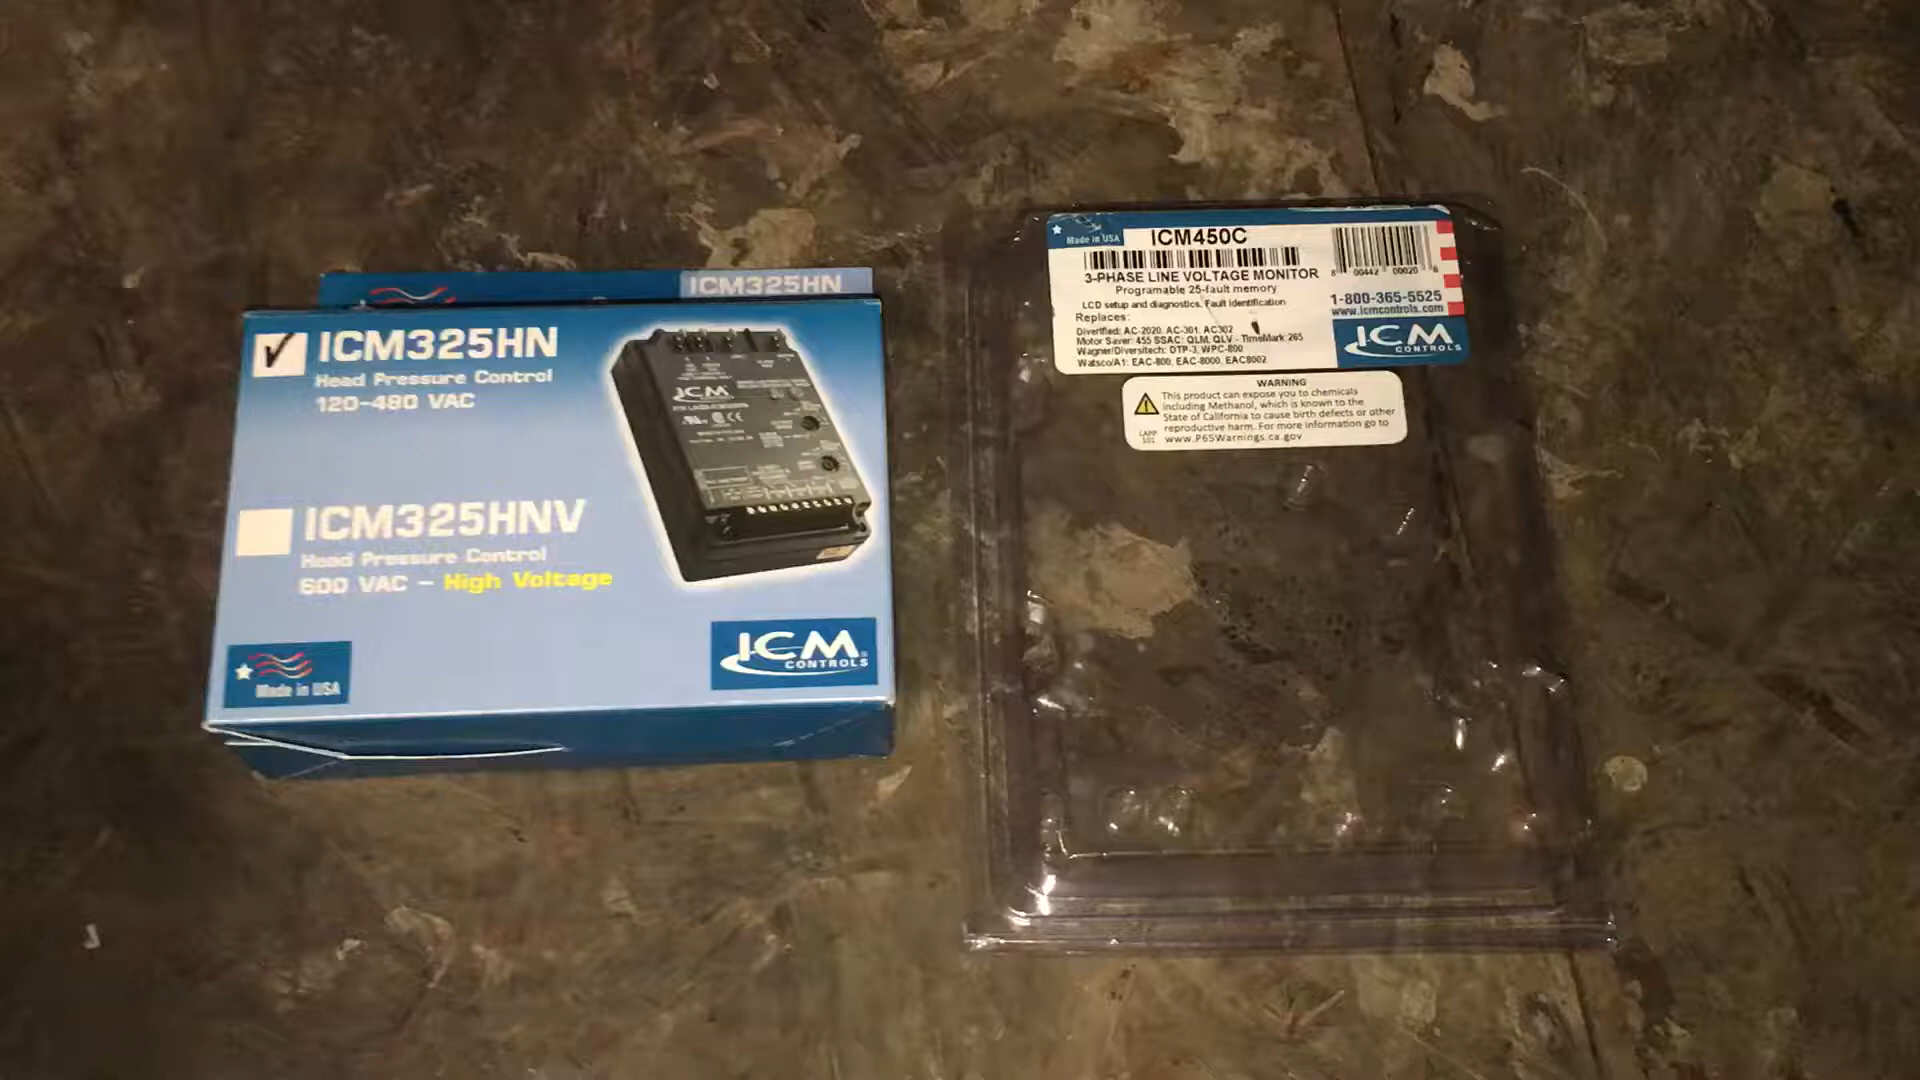 ICM325HN
ICM325HN
Head Pressure Control
120-480 VAC
ICM325HNV
Head Pressure Control
600 VAC - High Voltage
Made in USA
ICM
CONTROLS
ICM
Made in USA
ICM450C
3-PHASE LINE VOLTAGE MONITOR
Programable 25-fault memory
LCD setup and diagnostics. Fault identification
Replaces:
Diverified: AC-2020, AC-301, AC302
Motor Saver: 455 SSAC: QLM, QLV - TimeMark 265
Wagner/Diversitech: DTP-3, WPC-800
Watsco/A1: EAC-800, EAC-8000, EAC8002
8 00442 00020 6
1-800-365-5525
www.icmcontrols.com
ICM
CONTROLS
WARNING
This product can expose you to chemicals
including Methanol, which is known to the
State of California to cause birth defects or other
reproductive harm. For more information go to
www.P65Warnings.ca.gov